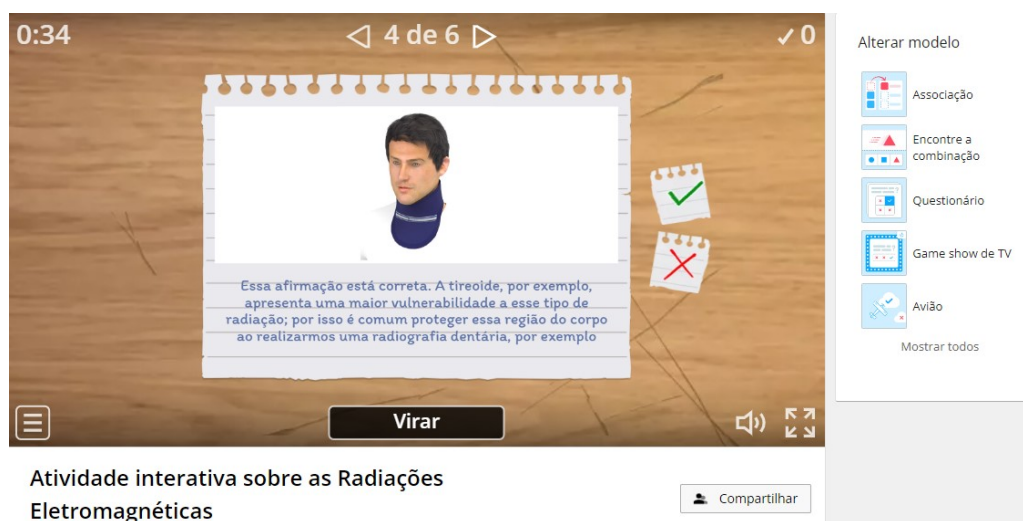 0:34
4 de 6
0
Essa afirmação está correta. A tireoide, por exemplo,
apresenta uma maior vulnerabilidade a esse tipo de
radiação; por isso é comum proteger essa região do corpo
ao realizarmos uma radiografia dentária, por exemplo
Virar
Atividade interativa sobre as Radiações
Eletromagnéticas
Compartilhar
Alterar modelo
Associação
Encontre a
combinação
Questionário
Game show de TV
Avião
Mostrar todos